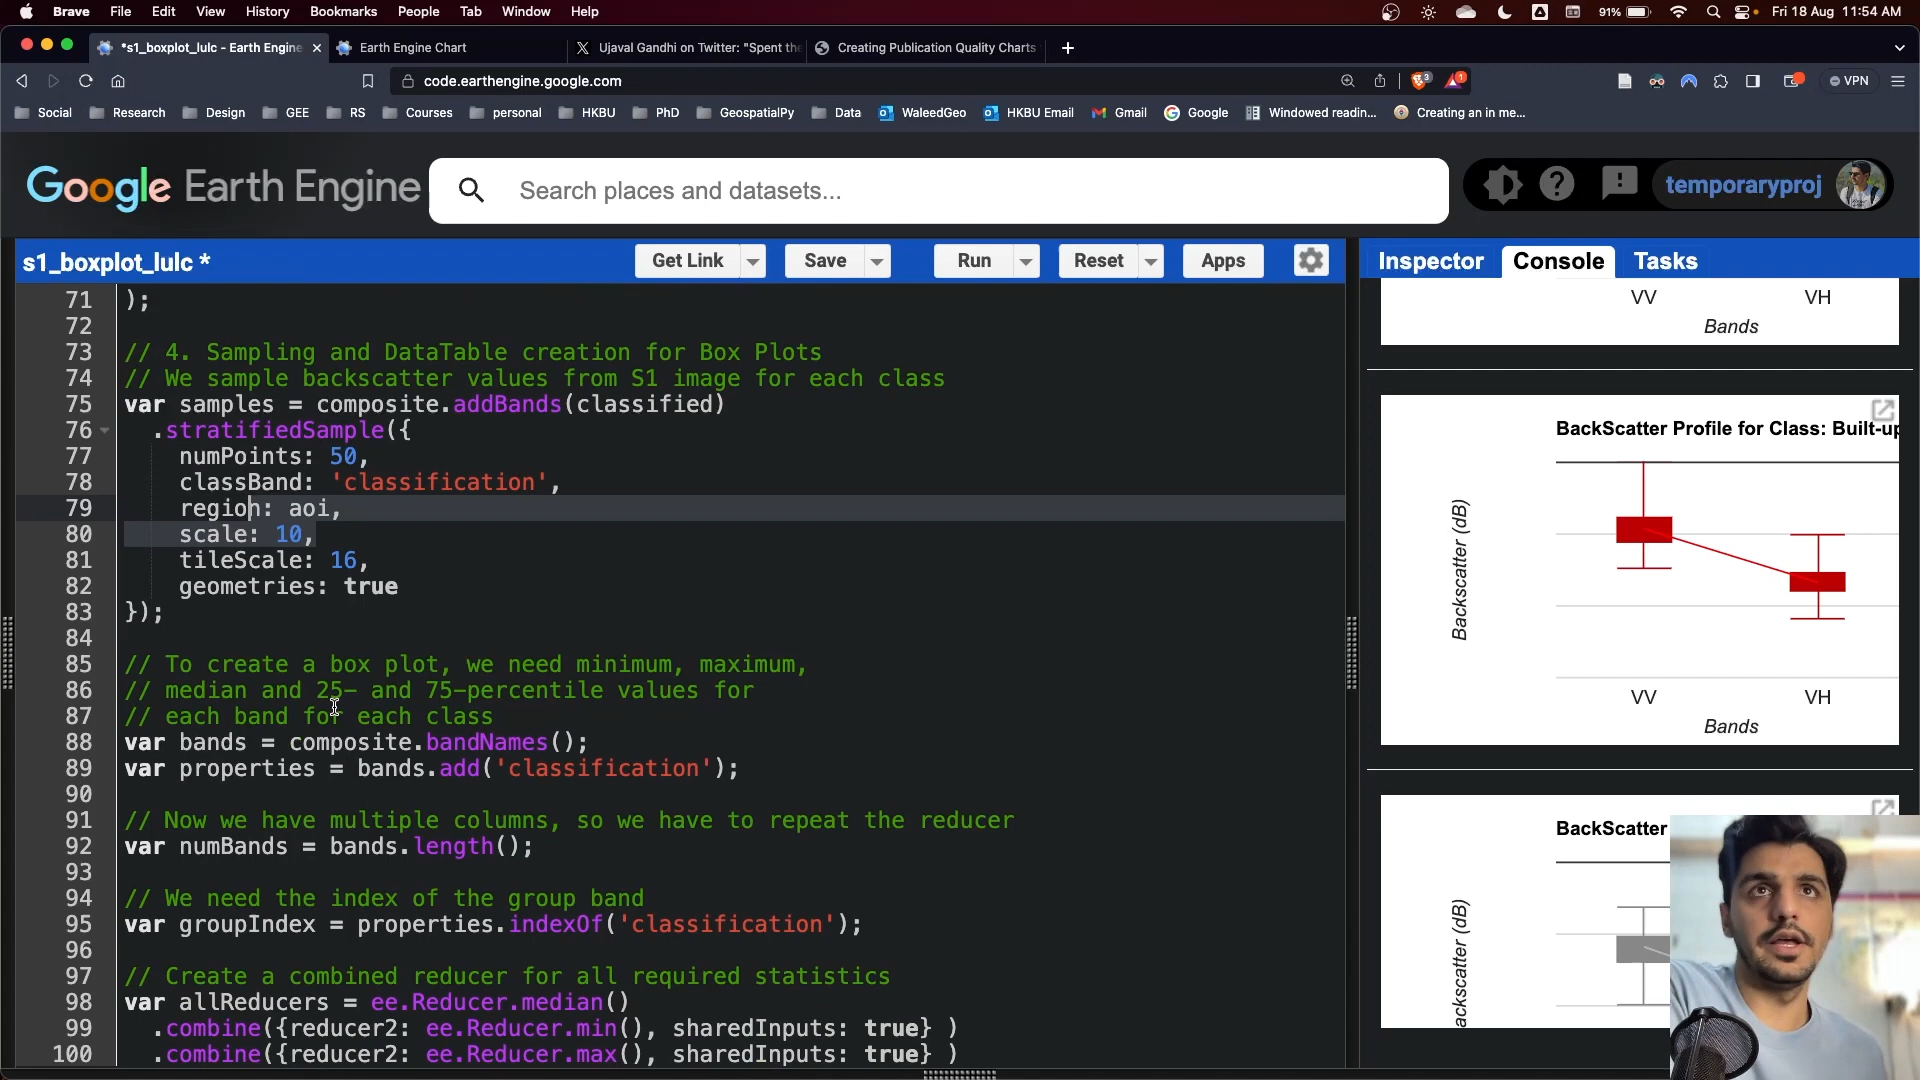 Brave File Edit View History Bookmarks People Tab Window Help 91% Fri 18 Aug 11:54 AM
*s1_boxplot_lulc - Earth Engine Earth Engine Chart Ujaval Gandhi on Twitter: "Spent the Creating Publication Quality Charts
code.earthengine.google.com 3 1 VPN
Social Research Design GEE RS Courses personal HKBU PhD GeospatialPy Data WaleedGeo HKBU Email Gmail Google Windowed readin... Creating an in me...
Google Earth Engine Search places and datasets... temporaryproj
s1_boxplot_lulc * Get Link Save Run Reset Apps
Inspector Console Tasks
71 );
72
73 // 4. Sampling and DataTable creation for Box Plots
74 // We sample backscatter values from S1 image for each class
75 var samples = composite.addBands(classified)
76 .stratifiedSample({
77 numPoints: 50,
78 classBand: 'classification',
79 region: aoi,
80 scale: 10,
81 tileScale: 16,
82 geometries: true
83 });
84
85 // To create a box plot, we need minimum, maximum,
86 // median and 25- and 75-percentile values for
87 // each band for each class
88 var bands = composite.bandNames();
89 var properties = bands.add('classification');
90
91 // Now we have multiple columns, so we have to repeat the reducer
92 var numBands = bands.length();
93
94 // We need the index of the group band
95 var groupIndex = properties.indexOf('classification');
96
97 // Create a combined reducer for all required statistics
98 var allReducers = ee.Reducer.median()
99 .combine({reducer2: ee.Reducer.min(), sharedInputs: true} )
100 .combine({reducer2: ee.Reducer.max(), sharedInputs: true} )
VV VH
Bands
BackScatter Profile for Class: Built-up
Backscatter (dB)
VV VH
Bands
BackScatter
ackscatter (dB)